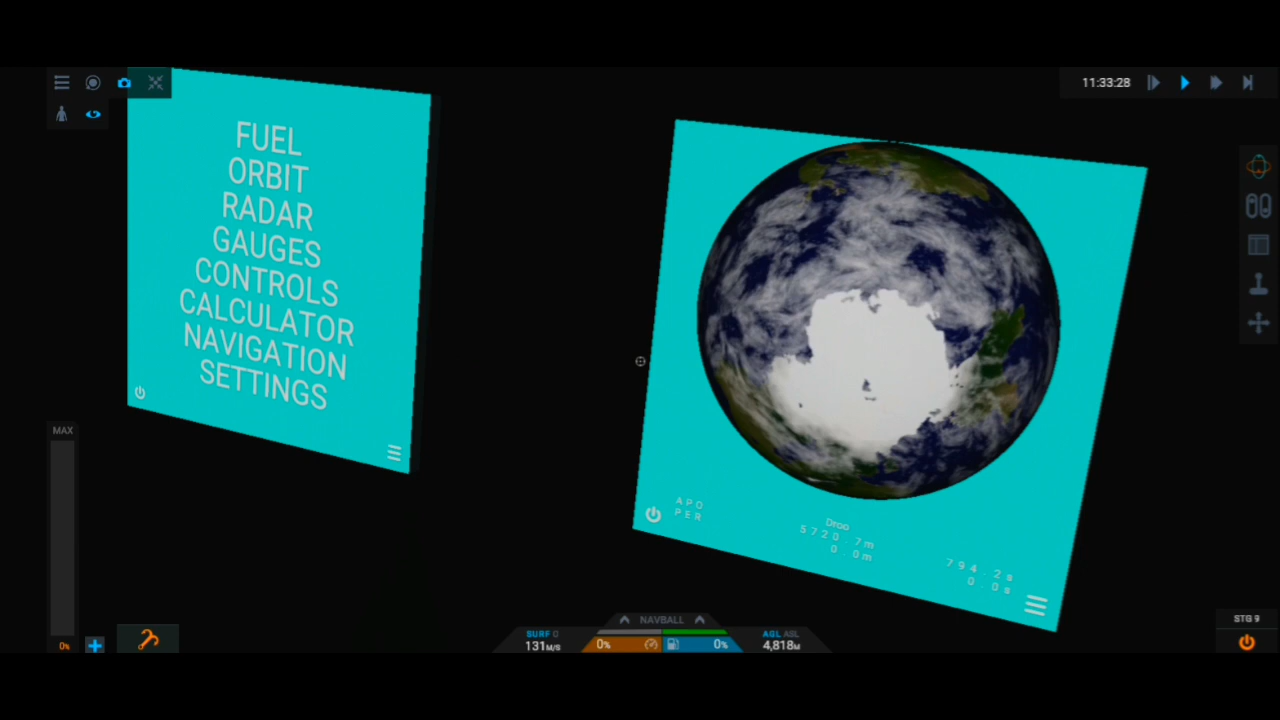 11:33:28
FUEL
ORBIT
RADAR
GAUGES
CONTROLS
CALCULATOR
NAVIGATION
SETTINGS
MAX
0%
APO
PER
Droo
5720.7m
0.0m
794.2s
0.0s
NAVBALL
SURF O
131M/S
0%
0%
AGL ASL
4,818M
STG 9